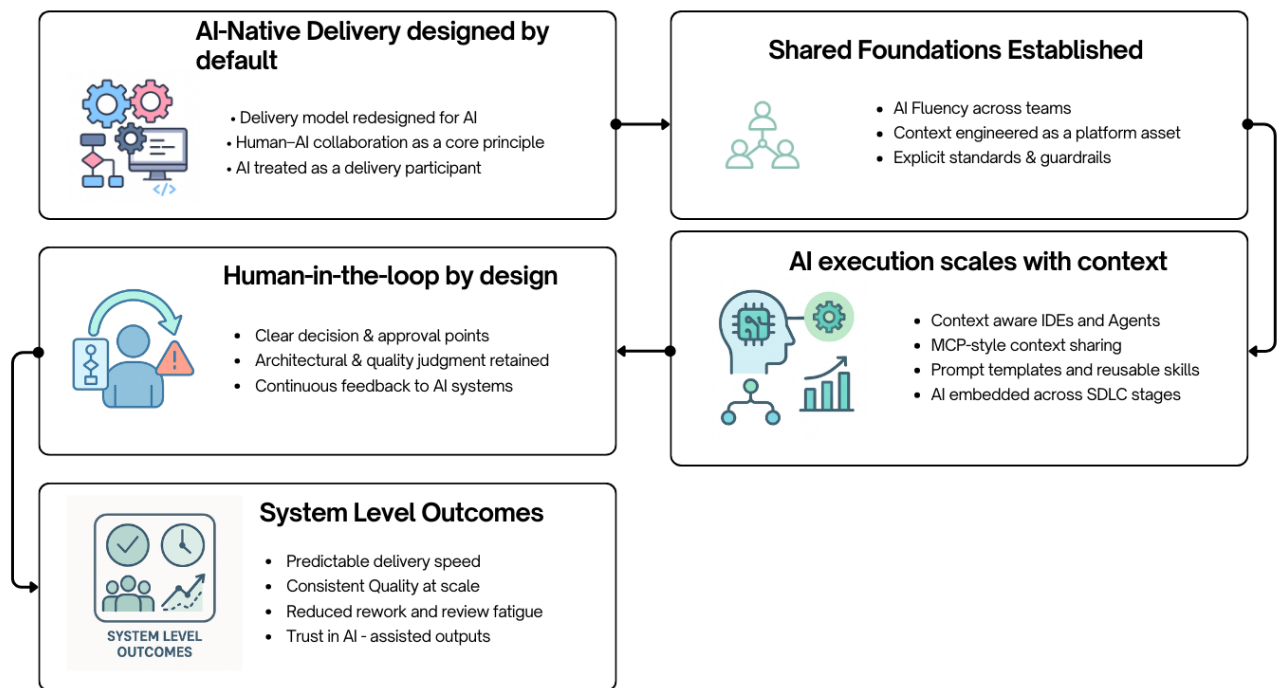 AI-Native Delivery designed by
default
• Delivery model redesigned for AI
• Human–AI collaboration as a core principle
• AI treated as a delivery participant
</>
Shared Foundations Established
• AI Fluency across teams
• Context engineered as a platform asset
• Explicit standards & guardrails
AI execution scales with context
• Context aware IDEs and Agents
• MCP-style context sharing
• Prompt templates and reusable skills
• AI embedded across SDLC stages
Human-in-the-loop by design
• Clear decision & approval points
• Architectural & quality judgment retained
• Continuous feedback to AI systems
System Level Outcomes
• Predictable delivery speed
• Consistent Quality at scale
• Reduced rework and review fatigue
• Trust in AI - assisted outputs
SYSTEM LEVEL
OUTCOMES